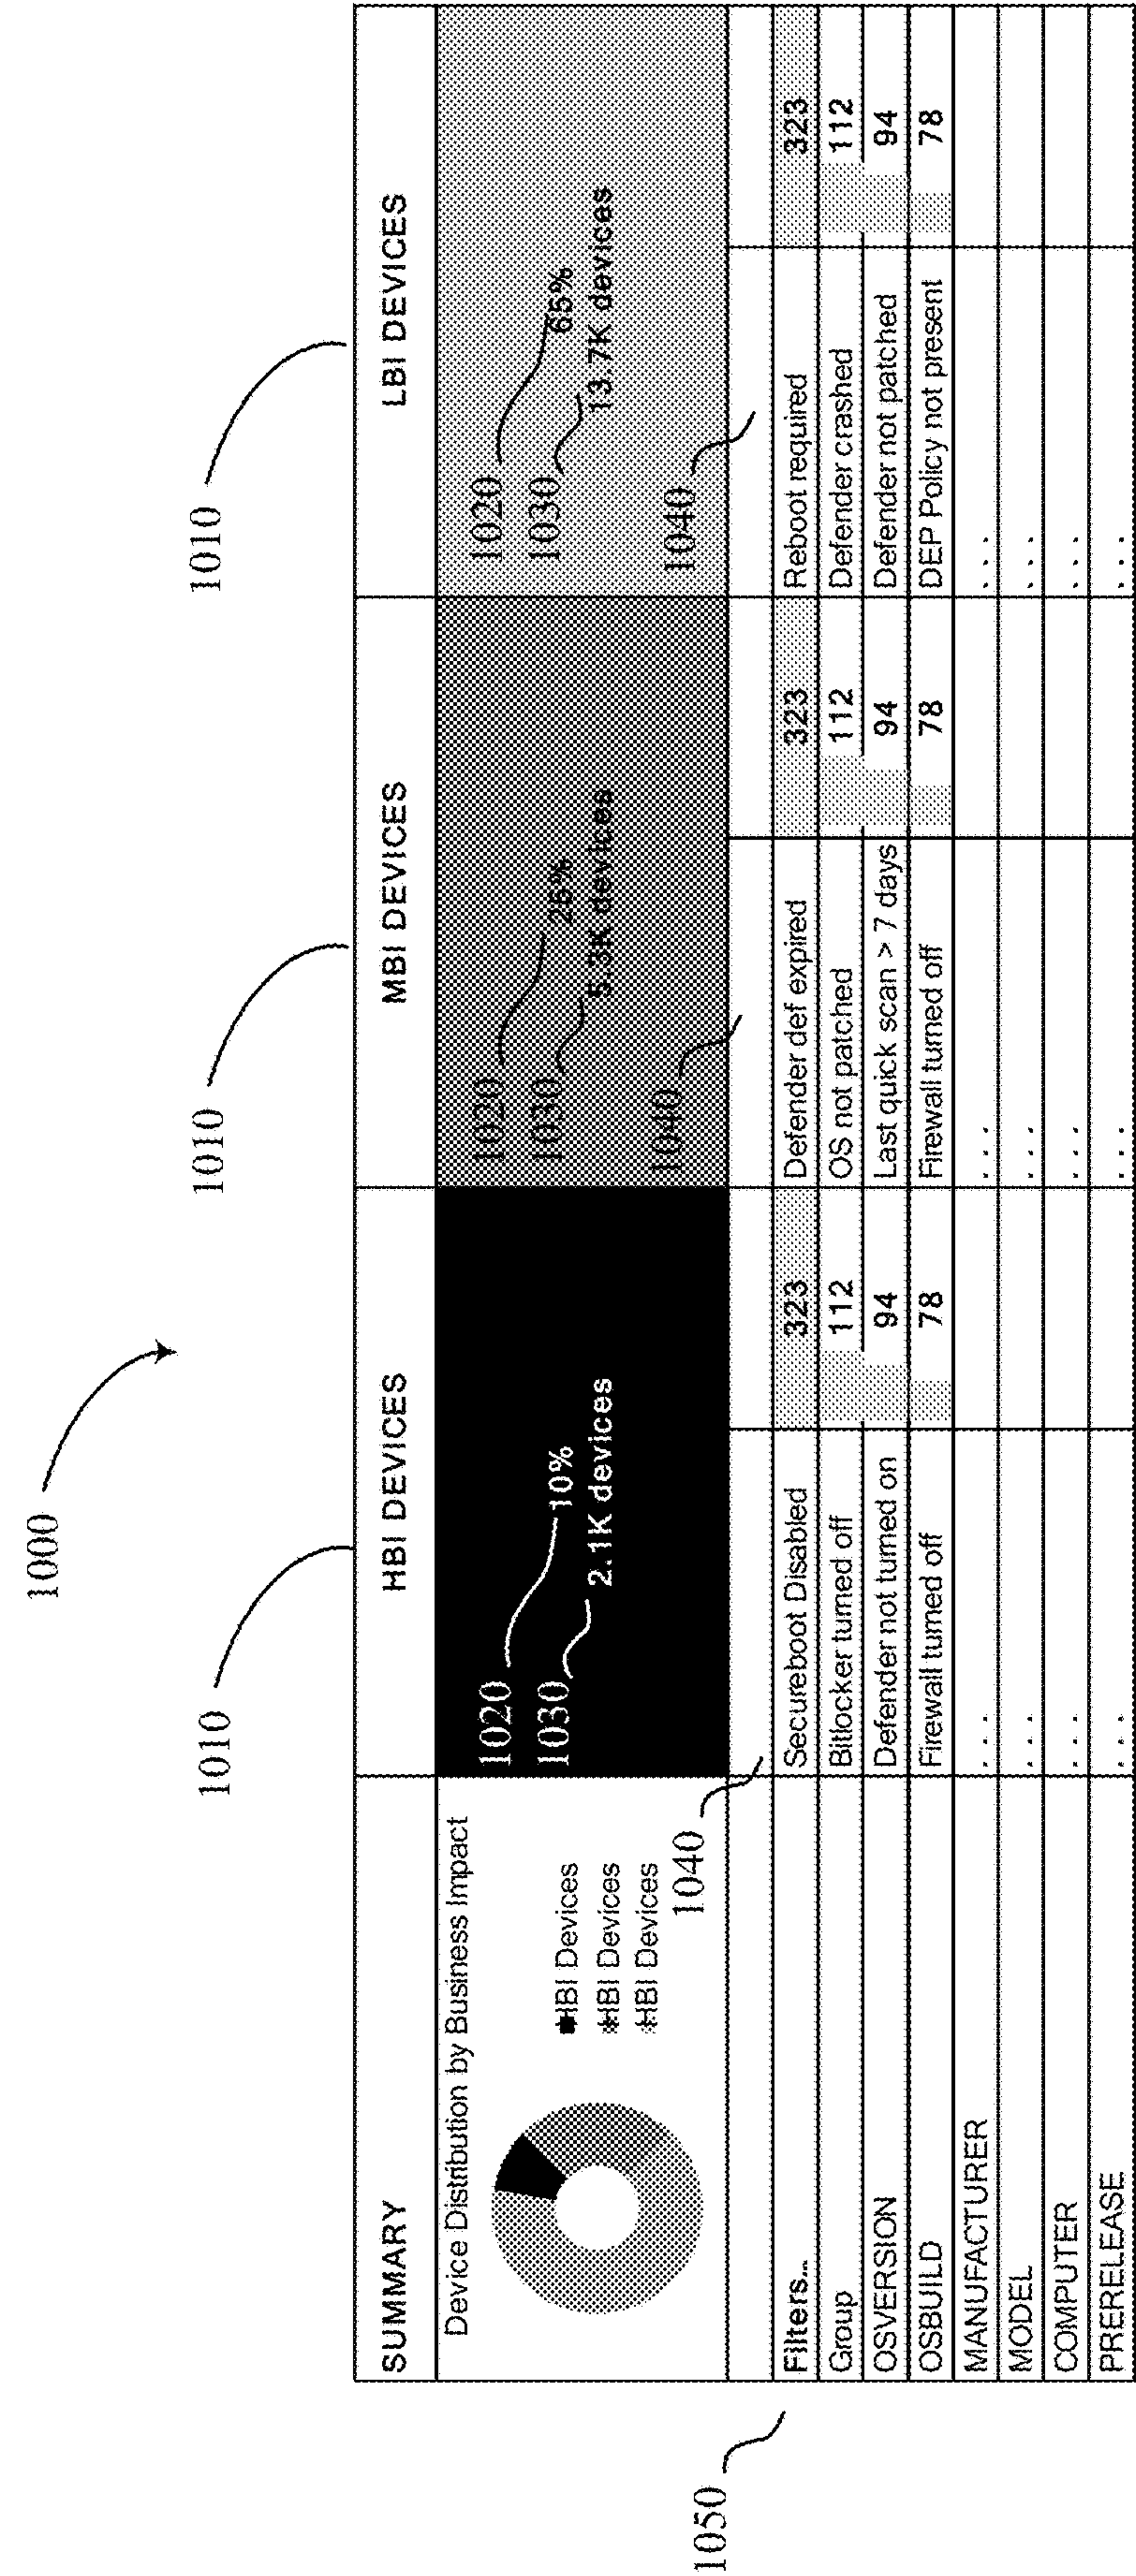 1000
1010 1010 1010
SUMMARY HBI DEVICES MBI DEVICES LBI DEVICES
Device Distribution by Business Impact
HBI Devices
HBI Devices
HBI Devices
1020 10% 1020 25% 1020 65%
1030 2.1K devices 1030 5.3K devices 1030 13.7K devices
1040 1040 1040
1050
Filters... Secureboot Disabled 323 Defender def expired 323 Reboot required 323
Group Bitlocker turned off 112 OS not patched 112 Defender crashed 112
OSVERSION Defender not turned on 94 Last quick scan > 7 days 94 Defender not patched 94
OSBUILD Firewall turned off 78 Firewall turned off 78 DEP Policy not present 78
MANUFACTURER ... ... ...
MODEL ... ... ...
COMPUTER ... ... ...
PRERELEASE ... ... ...